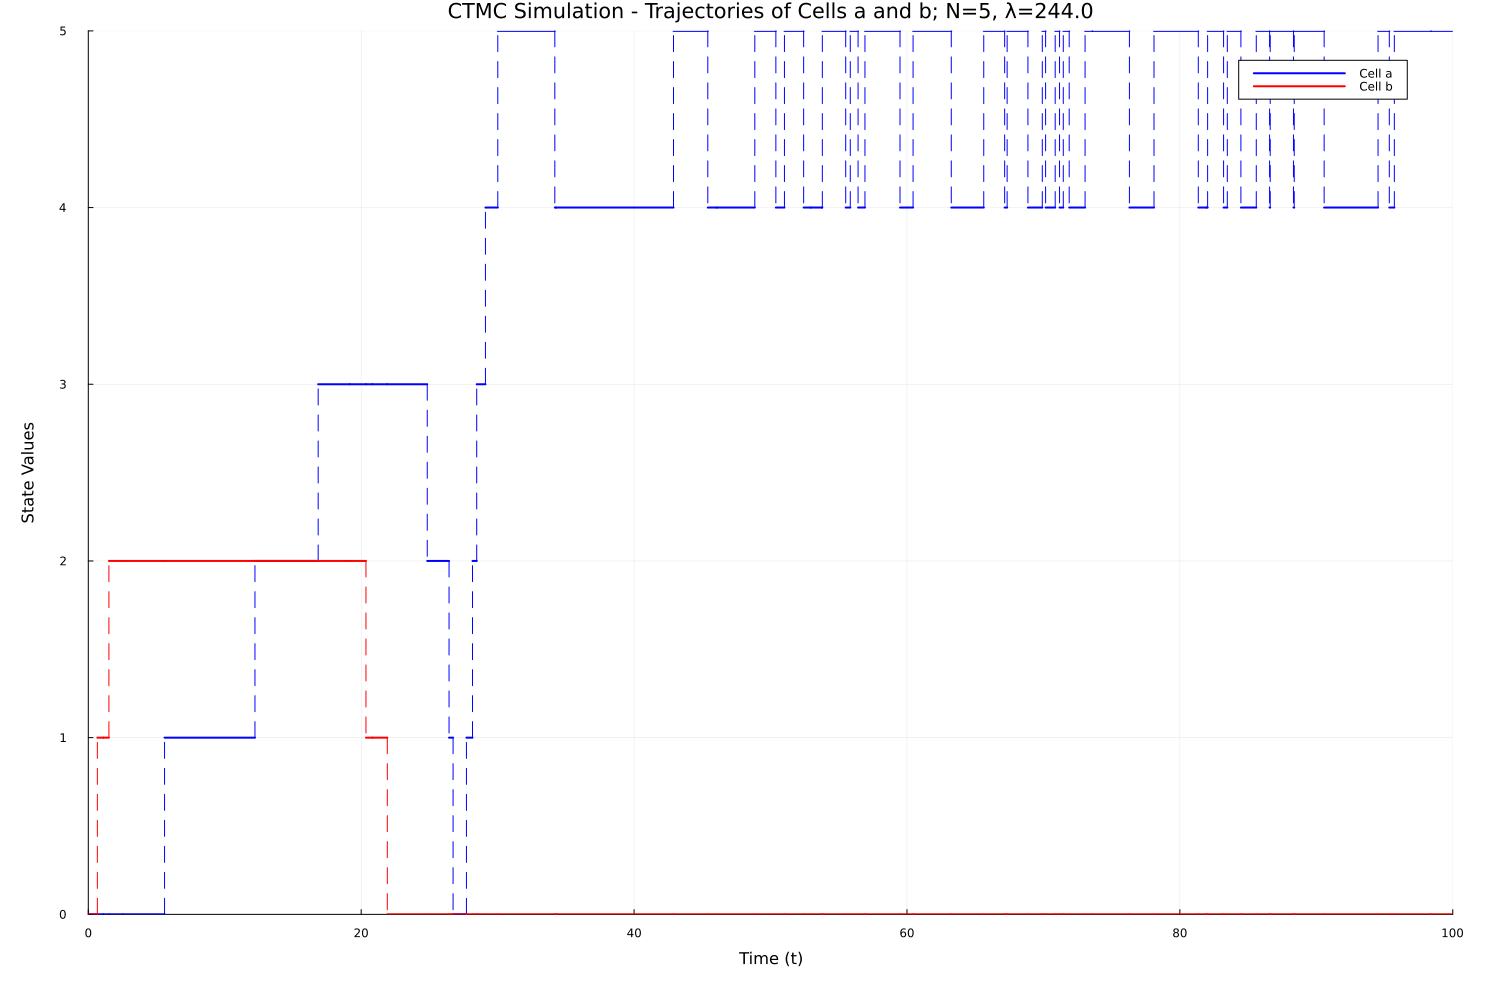 CTMC Simulation - Trajectories of Cells a and b; N=5, λ=244.0
5
Cell a
Cell b
4
3
State Values
2
1
0
0 20 40 60 80 100
Time (t)